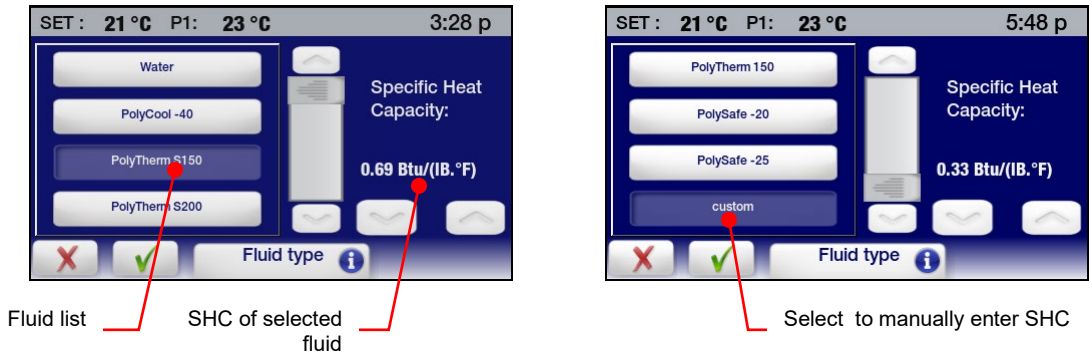 SET : 21 °C P1: 23 °C 3:28 p
Water
PolyCool -40
PolyTherm S150
PolyTherm S200
Specific Heat
Capacity:
0.69 Btu/(IB.°F)
Fluid type i
Fluid list
SHC of selected
fluid
SET : 21 °C P1: 23 °C 5:48 p
PolyTherm 150
PolySafe -20
PolySafe -25
custom
Specific Heat
Capacity:
0.33 Btu/(IB.°F)
Fluid type i
Select to manually enter SHC